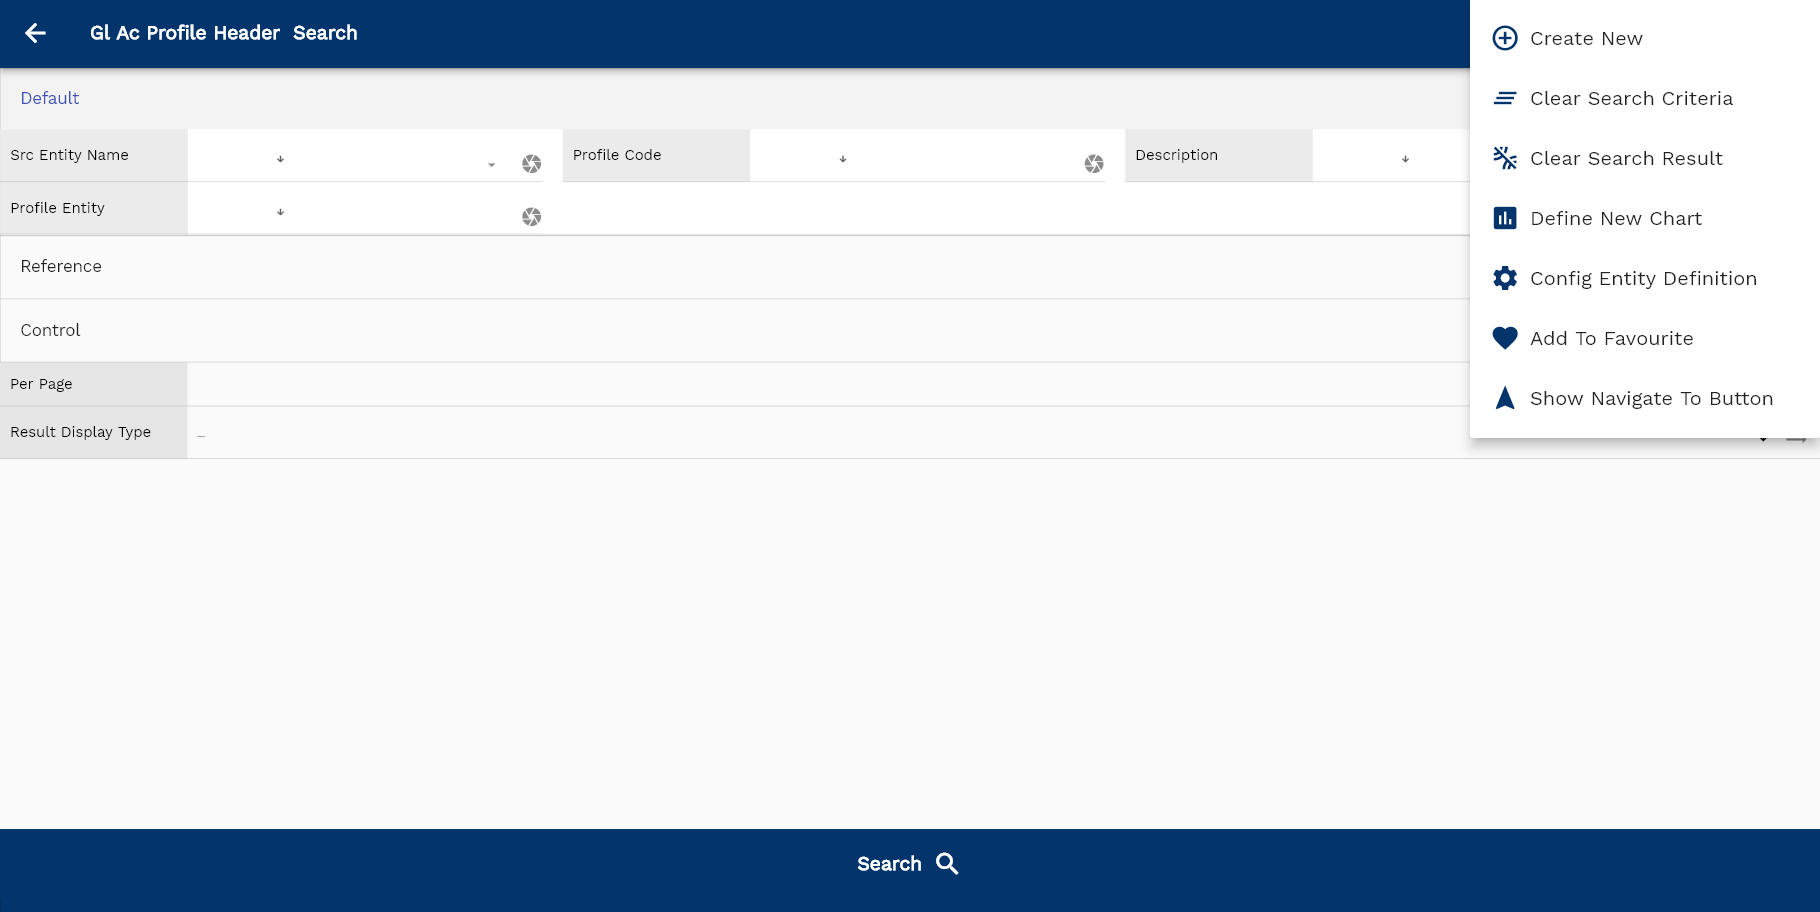 Gl Ac Profile Header  Search
Create New
Clear Search Criteria
Clear Search Result
Define New Chart
Config Entity Definition
Add To Favourite
Show Navigate To Button
Default
Src Entity Name
Profile Code
Description
Profile Entity
Reference
Control
Per Page
Result Display Type
Search